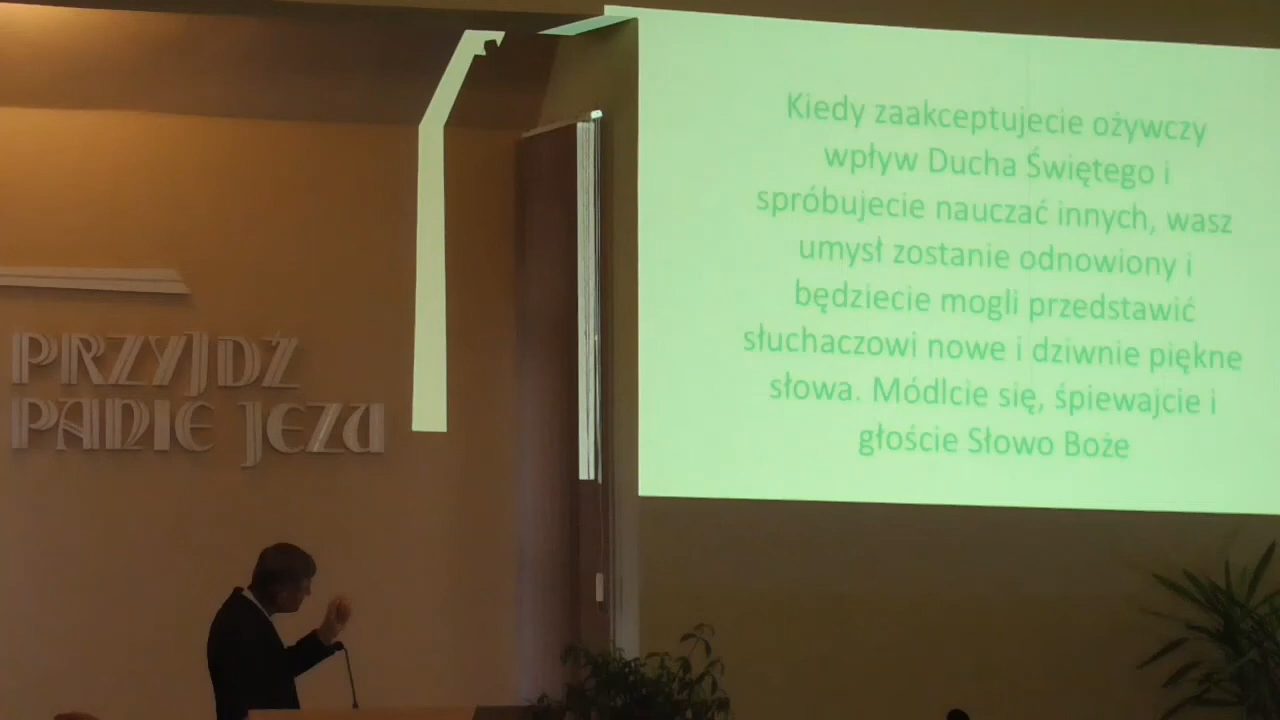 PRZYJDŹ
PANIE JEZU
Kiedy zaakceptujecie ożywczy
wpływ Ducha Świętego i
spróbujecie nauczać innych, wasz
umysł zostanie odnowiony i
będziecie mogli przedstawić
słuchaczowi nowe i dziwnie piękne
słowa. Módlcie się, śpiewajcie i
głoście Słowo Boże